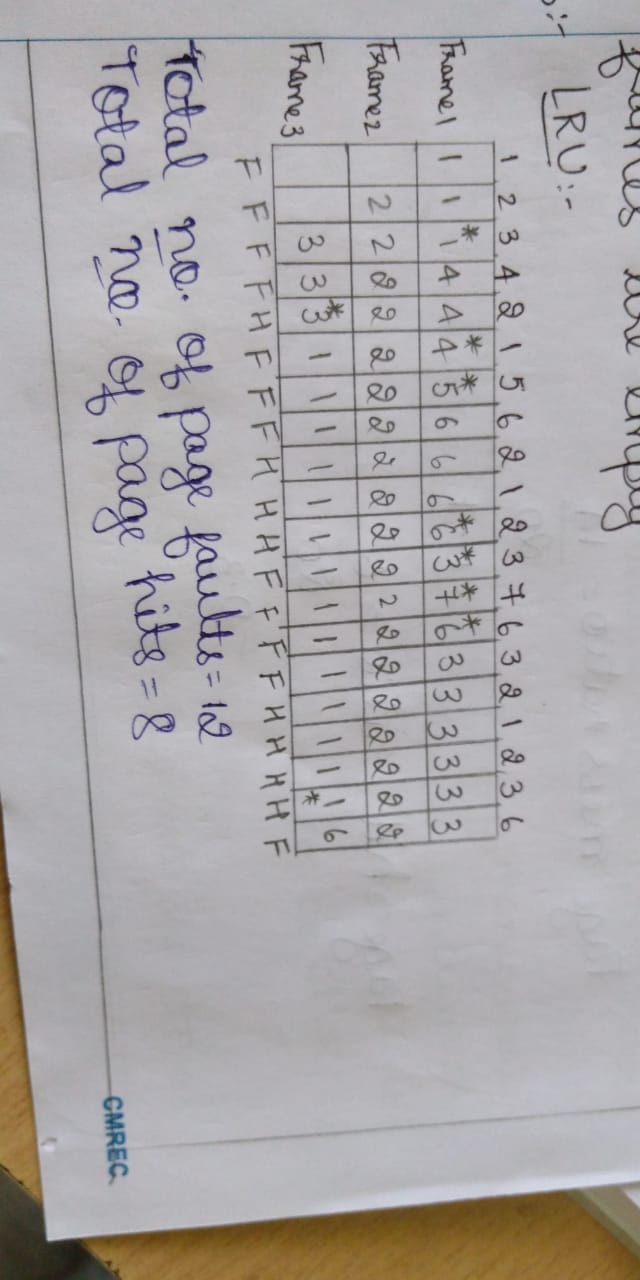 frames are empty
LRU:-
1 2 3 4 2 1 5 6 2 1 2 3 7 6 3 2 1 2 3 6
Frame1 1 1 *1 4 4 *4 *5 6 6 6 *6 *3 *7 *6 3 3 3 3 3 3
Frame2 2 2 2 2 2 2 2 2 2 2 2 2 2 2 2 2 2 2 2
Frame3 3 3 *3 1 1 1 1 1 1 1 1 1 1 1 1 1 1* 6
F F F F H F F F H H H F F F F H H H H F
Total no. of page faults = 12
Total no. of page hits = 8
CMREC